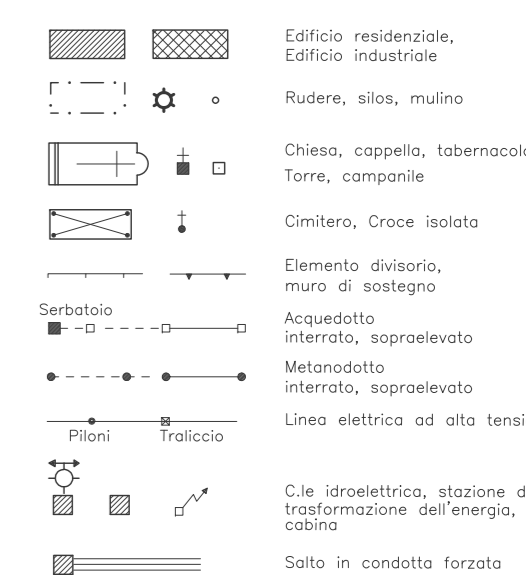 Edificio residenziale,
Edificio industriale
Rudere, silos, mulino
Chiesa, cappella, tabernacolo
Torre, campanile
Cimitero, Croce isolata
Elemento divisorio,
muro di sostegno
Serbatoio
Acquedotto
interrato, sopraelevato
Metanodotto
interrato, sopraelevato
Linea elettrica ad alta tensi
Piloni Traliccio
C.le idroelettrica, stazione d
trasformazione dell'energia,
cabina
Salto in condotta forzata